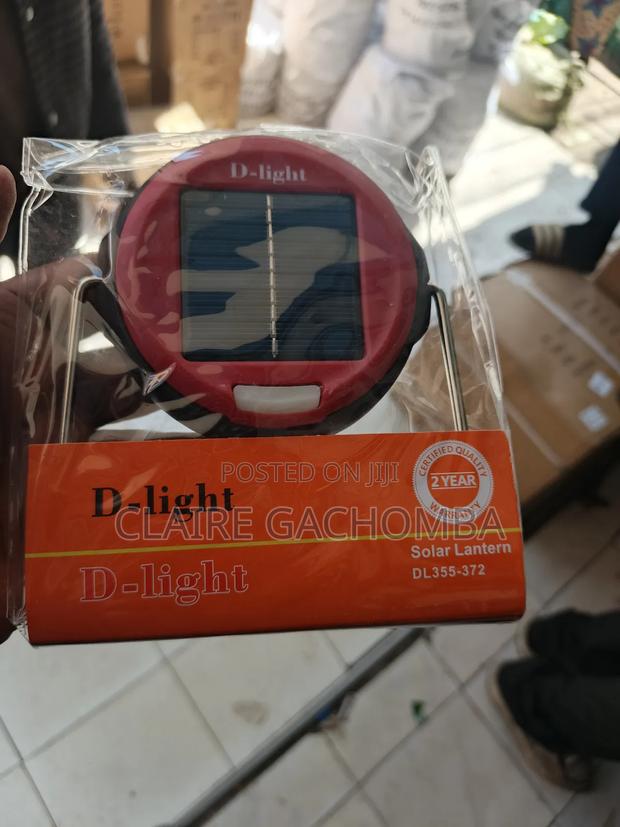 D-light
POSTED ON JIJI
CERTIFIED QUALITY
2 YEAR
WARRANTY
D-light
CLAIRE GACHOMBA
Solar Lantern
D-light
DL355-372